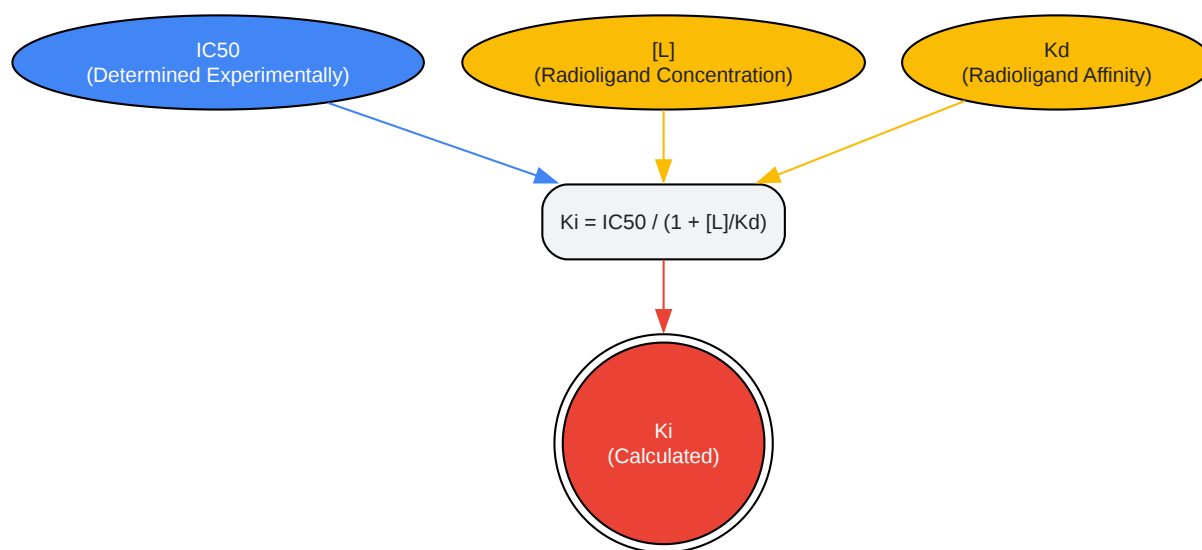 IC50
(Determined Experimentally)
[L]
(Radioligand Concentration)
Kd
(Radioligand Affinity)
Ki = IC50 / (1 + [L]/Kd)
Ki
(Calculated)